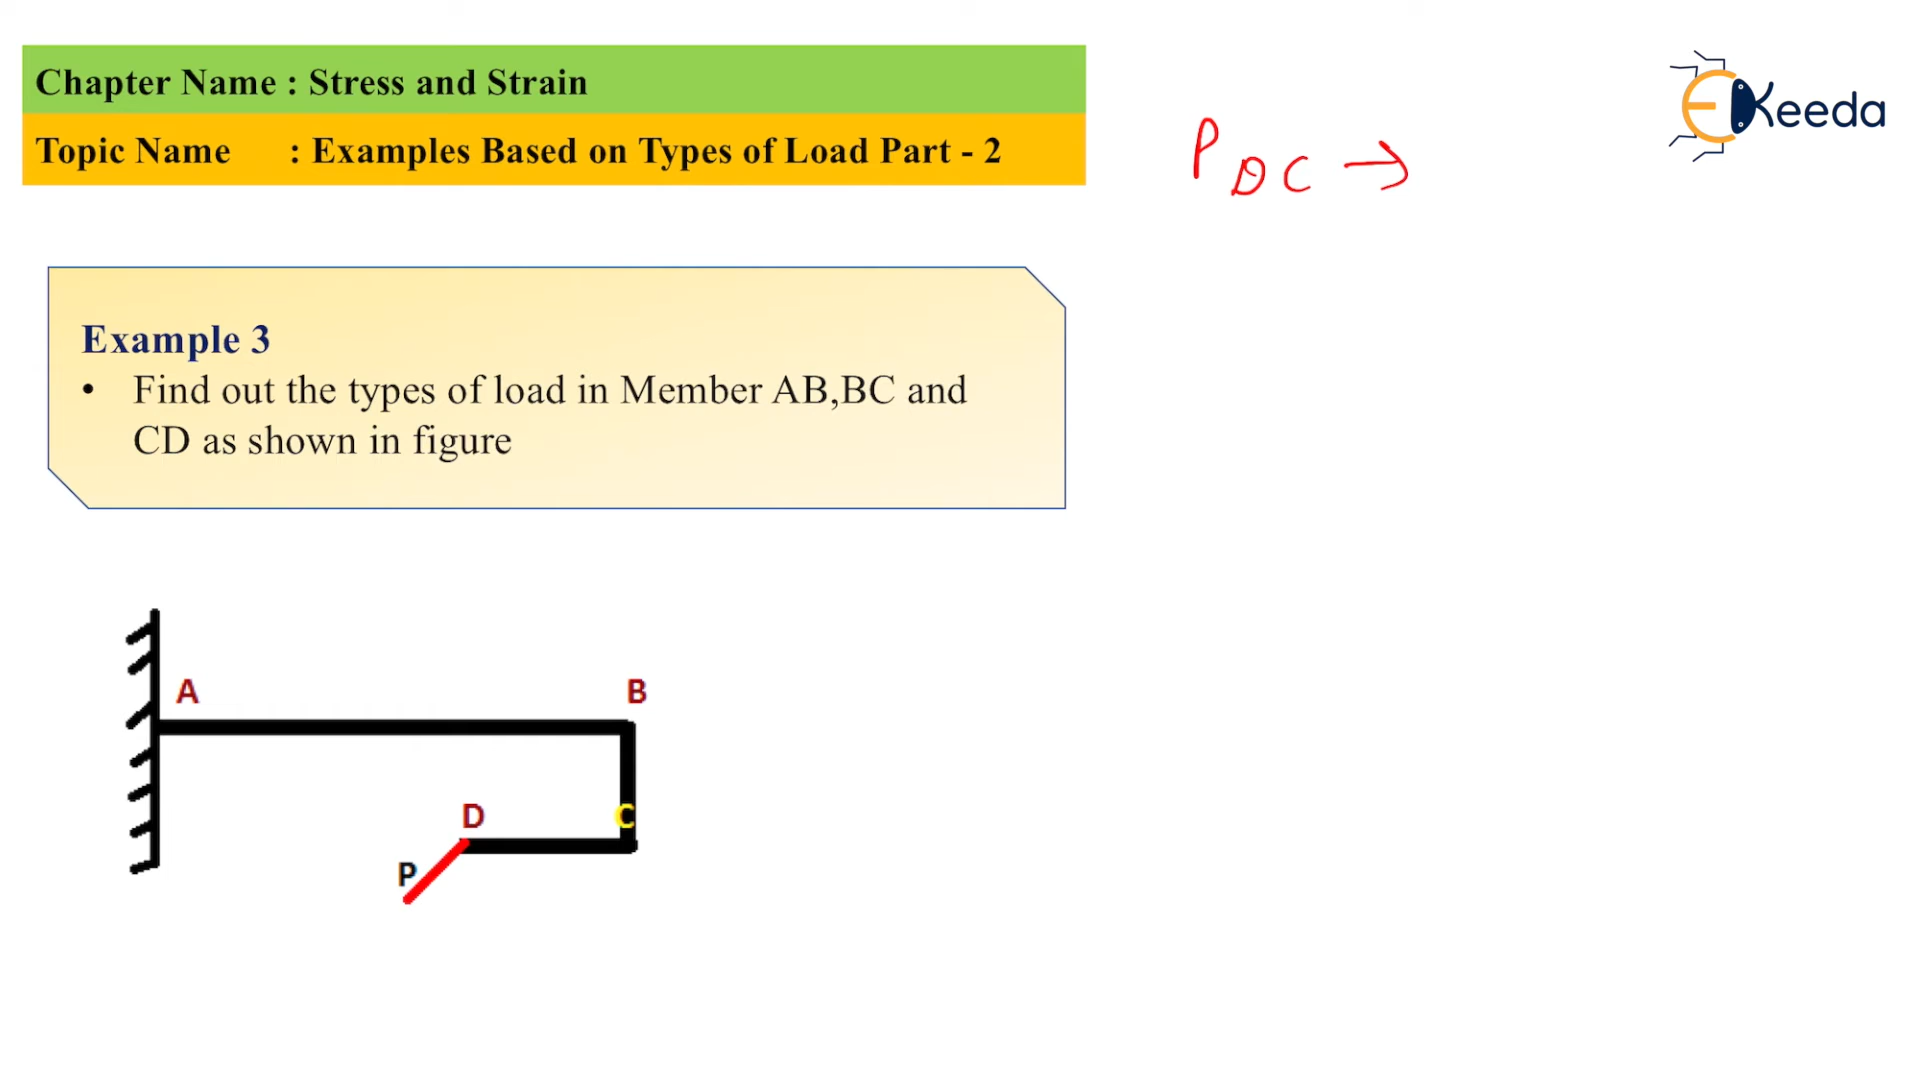 Chapter Name : Stress and Strain
Topic Name : Examples Based on Types of Load Part - 2
P DC →
EKeeda
Example 3
• Find out the types of load in Member AB,BC and
CD as shown in figure
A
B
D
C
P